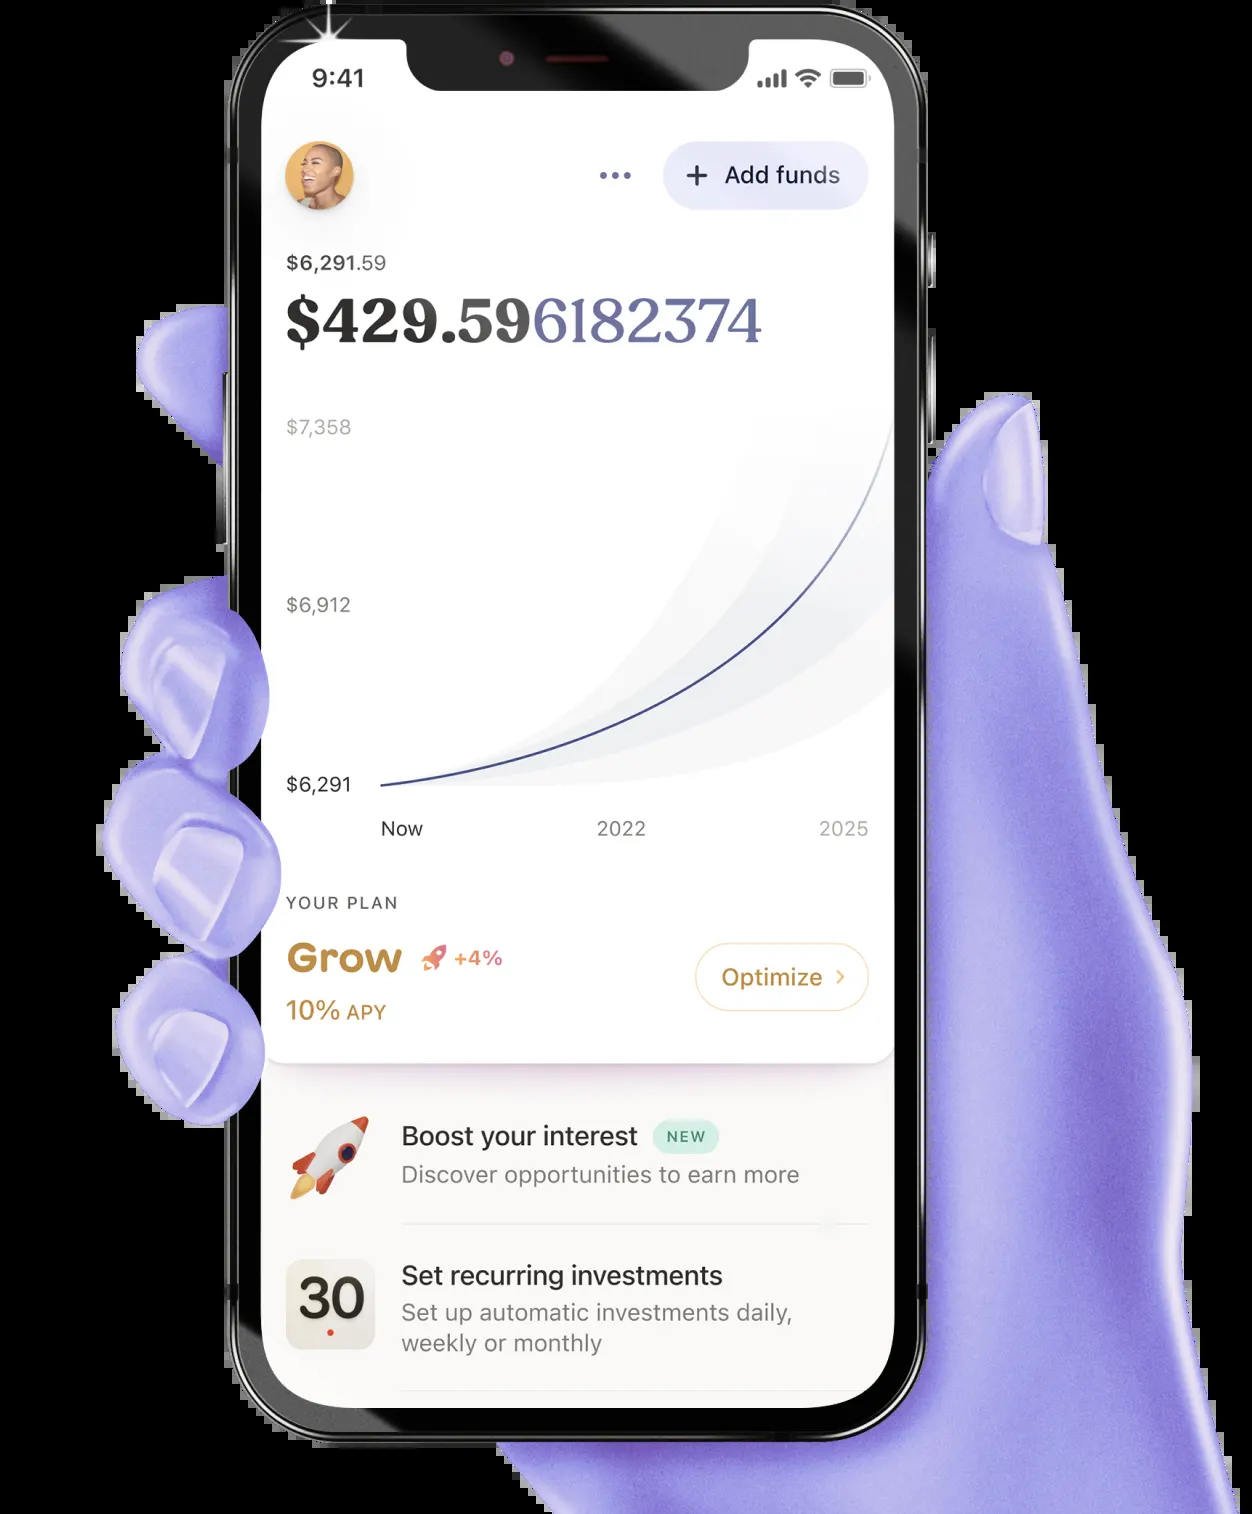 9:41
+ Add funds
$6,291.59
$429.596182374
$7,358
$6,912
$6,291
Now 2022 2025
YOUR PLAN
Grow +4%
Optimize
10% APY
Boost your interest NEW
Discover opportunities to earn more
30
Set recurring investments
Set up automatic investments daily,
weekly or monthly